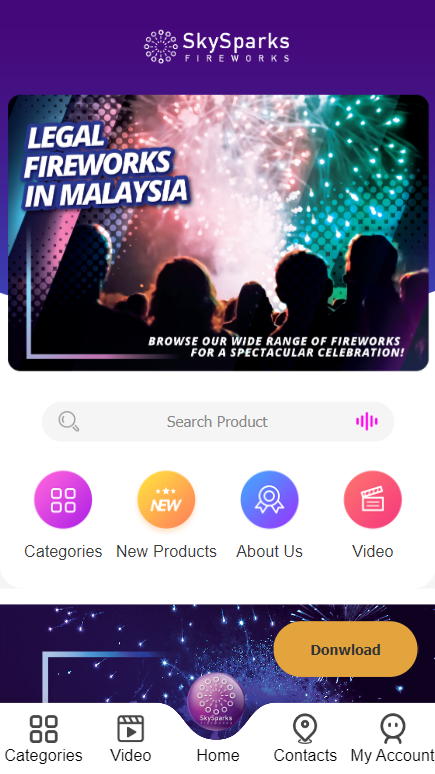 SkySparks
FIREWORKS
LEGAL
FIREWORKS
IN MALAYSIA
BROWSE OUR WIDE RANGE OF FIREWORKS
FOR A SPECTACULAR CELEBRATION!
Search Product
NEW
Categories
New Products
About Us
Video
Donwload
SkySparks
FIREWORKS
Categories
Video
Home
Contacts
My Account